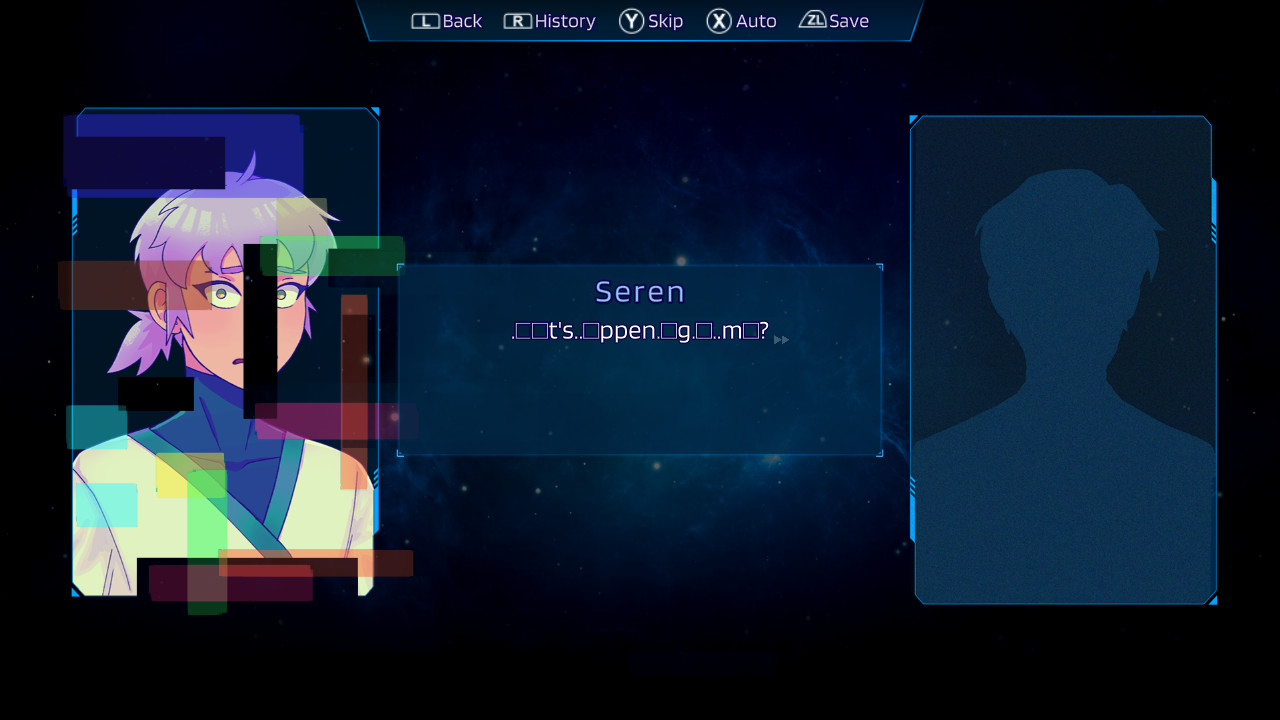 L Back R History Y Skip X Auto ZL Save
Seren
.□□t's..□ppen.□g.□..m□?